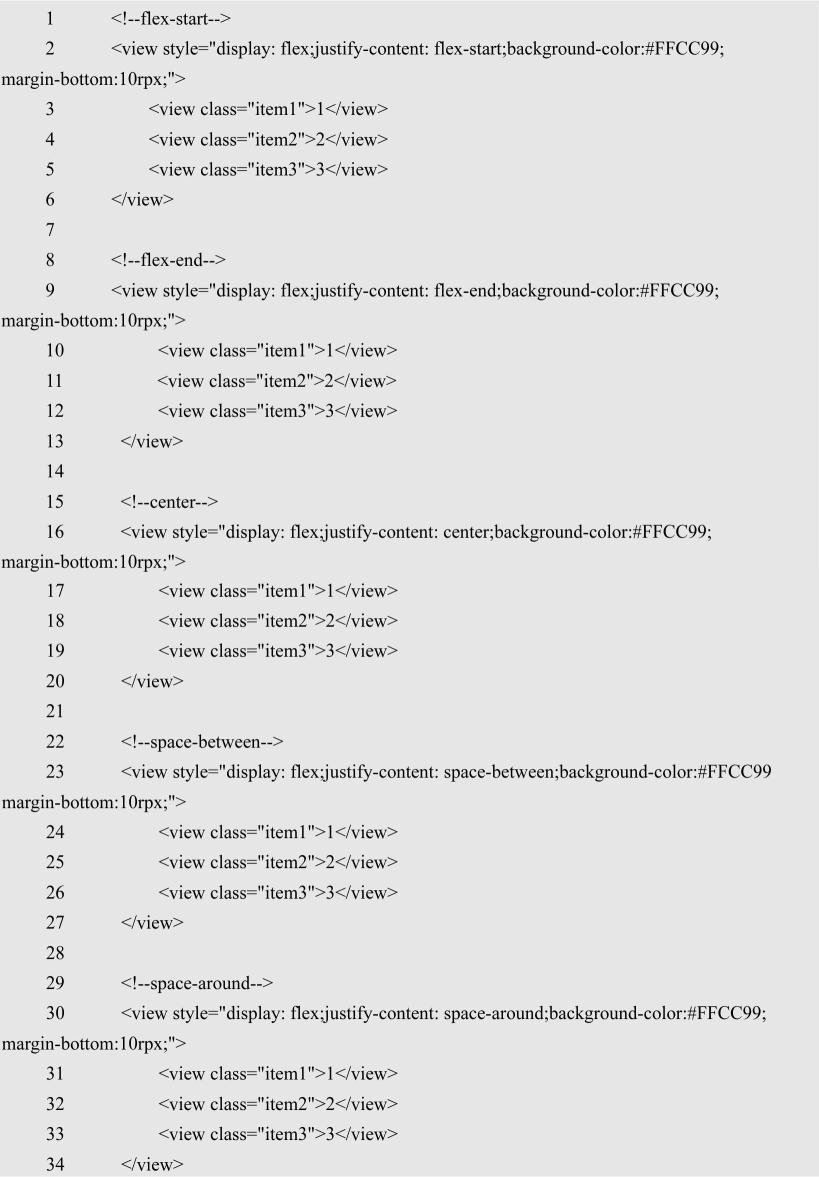 1 <!--flex-start-->
2 <view style="display: flex;justify-content: flex-start;background-color:#FFCC99;
margin-bottom:10rpx;">
3 <view class="item1">1</view>
4 <view class="item2">2</view>
5 <view class="item3">3</view>
6 </view>
7
8 <!--flex-end-->
9 <view style="display: flex;justify-content: flex-end;background-color:#FFCC99;
margin-bottom:10rpx;">
10 <view class="item1">1</view>
11 <view class="item2">2</view>
12 <view class="item3">3</view>
13 </view>
14
15 <!--center-->
16 <view style="display: flex;justify-content: center;background-color:#FFCC99;
margin-bottom:10rpx;">
17 <view class="item1">1</view>
18 <view class="item2">2</view>
19 <view class="item3">3</view>
20 </view>
21
22 <!--space-between-->
23 <view style="display: flex;justify-content: space-between;background-color:#FFCC99
margin-bottom:10rpx;">
24 <view class="item1">1</view>
25 <view class="item2">2</view>
26 <view class="item3">3</view>
27 </view>
28
29 <!--space-around-->
30 <view style="display: flex;justify-content: space-around;background-color:#FFCC99;
margin-bottom:10rpx;">
31 <view class="item1">1</view>
32 <view class="item2">2</view>
33 <view class="item3">3</view>
34 </view>